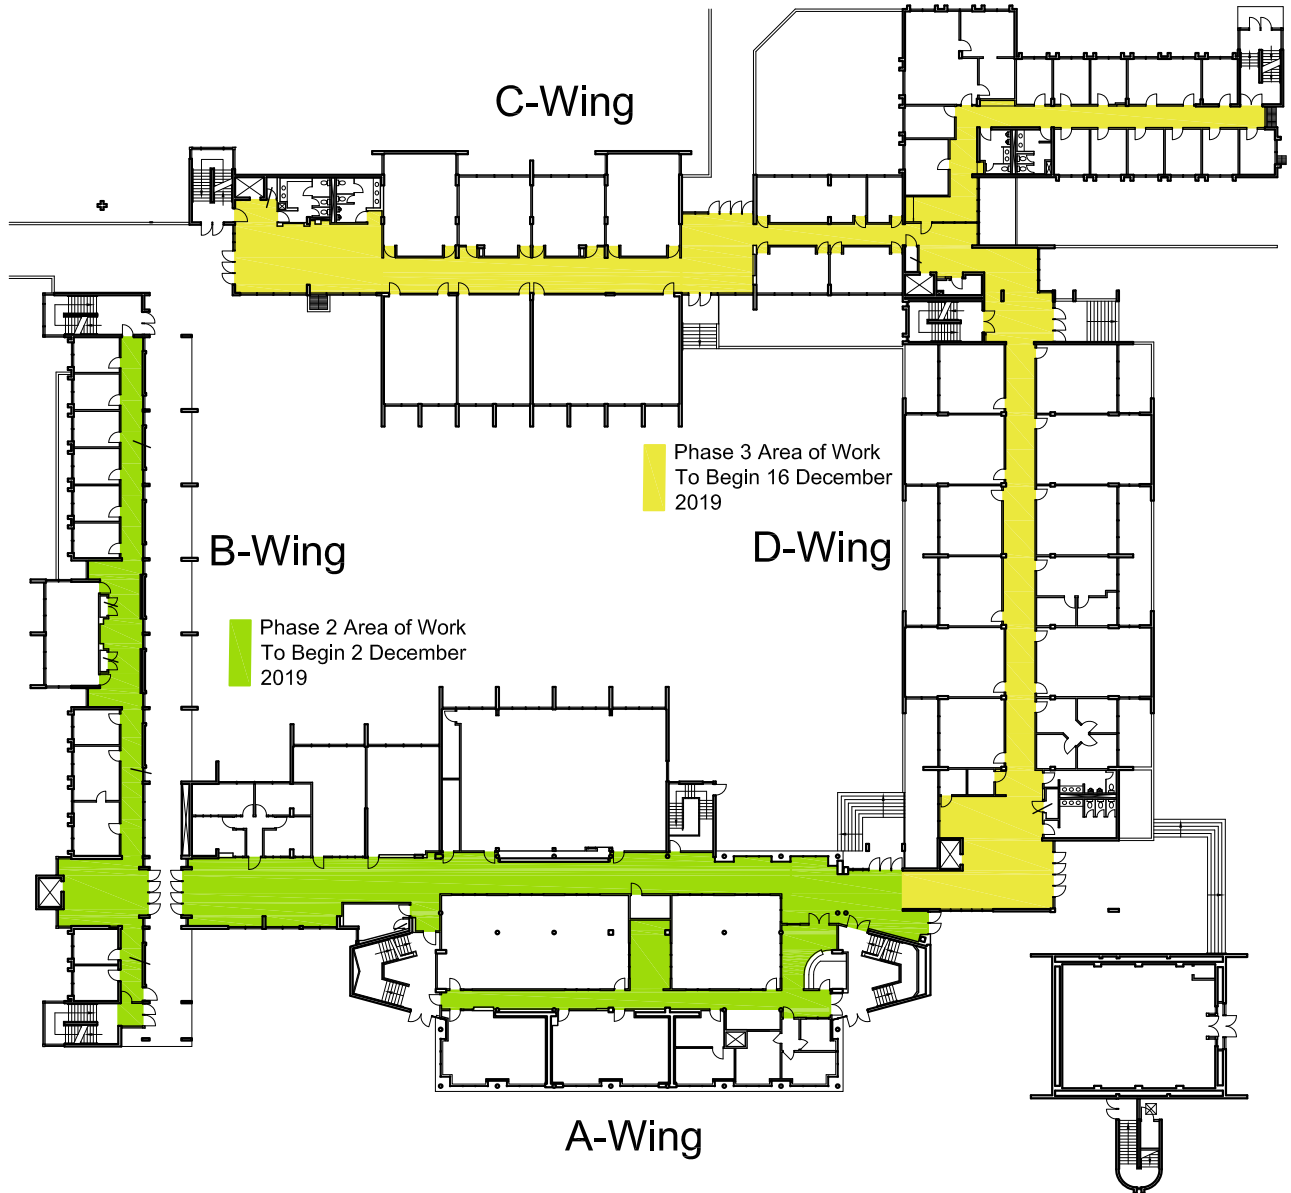 C-Wing
Phase 3 Area of Work
To Begin 16 December
2019
B-Wing
D-Wing
Phase 2 Area of Work
To Begin 2 December
2019
A-Wing